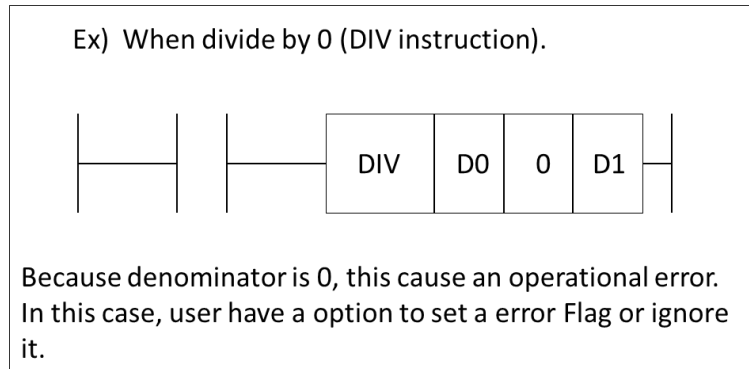 Ex) When divide by 0 (DIV instruction).
DIV D0 0 D1
Because denominator is 0, this cause an operational error.
In this case, user have a option to set a error Flag or ignore
it.